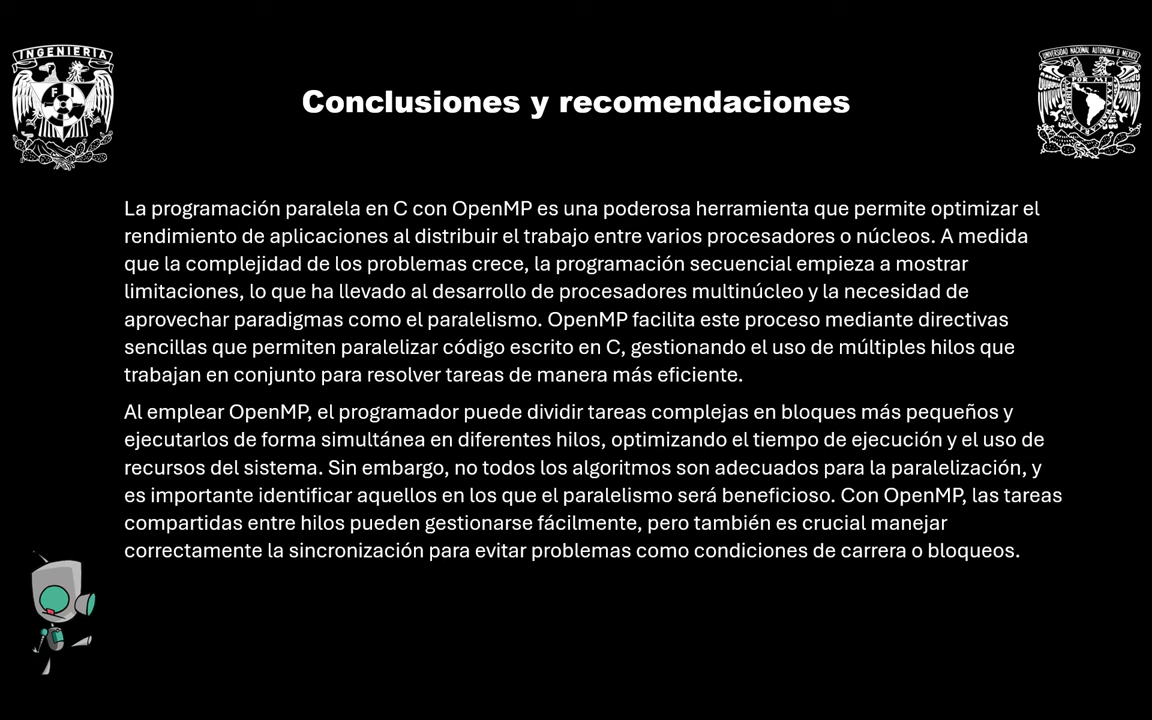 INGENIERIA
F I
UNIVERSIDAD NACIONAL AUTONOMA DE MEXICO
POR MI
Conclusiones y recomendaciones
La programación paralela en C con OpenMP es una poderosa herramienta que permite optimizar el
rendimiento de aplicaciones al distribuir el trabajo entre varios procesadores o núcleos. A medida
que la complejidad de los problemas crece, la programación secuencial empieza a mostrar
limitaciones, lo que ha llevado al desarrollo de procesadores multinúcleo y la necesidad de
aprovechar paradigmas como el paralelismo. OpenMP facilita este proceso mediante directivas
sencillas que permiten paralelizar código escrito en C, gestionando el uso de múltiples hilos que
trabajan en conjunto para resolver tareas de manera más eficiente.
Al emplear OpenMP, el programador puede dividir tareas complejas en bloques más pequeños y
ejecutarlos de forma simultánea en diferentes hilos, optimizando el tiempo de ejecución y el uso de
recursos del sistema. Sin embargo, no todos los algoritmos son adecuados para la paralelización, y
es importante identificar aquellos en los que el paralelismo será beneficioso. Con OpenMP, las tareas
compartidas entre hilos pueden gestionarse fácilmente, pero también es crucial manejar
correctamente la sincronización para evitar problemas como condiciones de carrera o bloqueos.